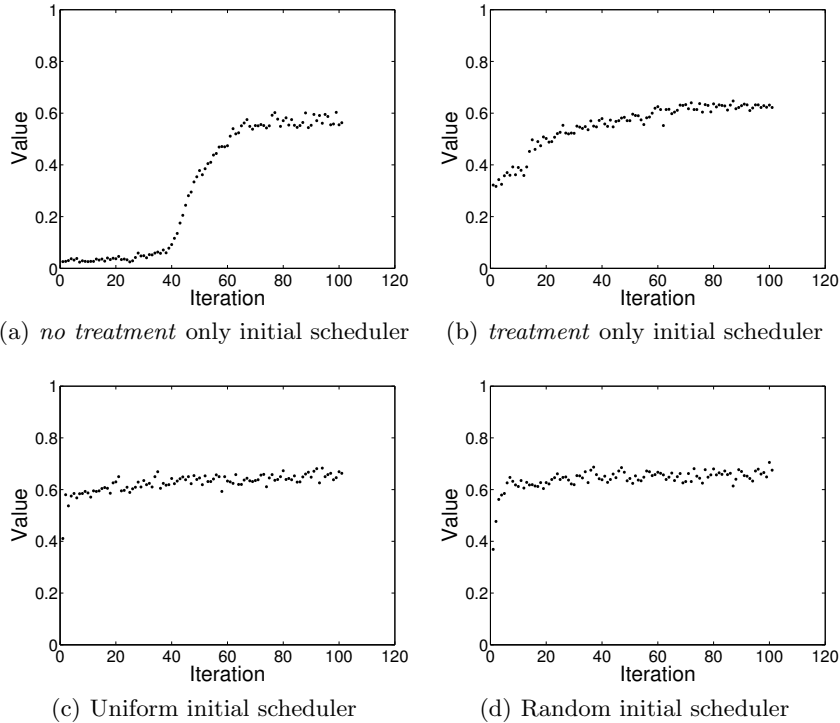 1
0.8
0.6
0.4
0.2
0
Value
0 20 40 60 80 100 120
Iteration
(a) no treatment only initial scheduler
1
0.8
0.6
0.4
0.2
0
Value
0 20 40 60 80 100 120
Iteration
(b) treatment only initial scheduler
1
0.8
0.6
0.4
0.2
0
Value
0 20 40 60 80 100 120
Iteration
(c) Uniform initial scheduler
1
0.8
0.6
0.4
0.2
0
Value
0 20 40 60 80 100 120
Iteration
(d) Random initial scheduler